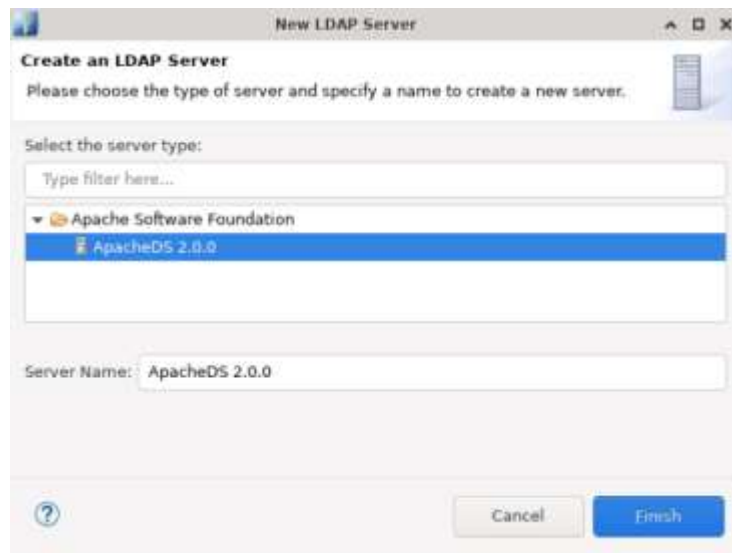 New LDAP Server
Create an LDAP Server
Please choose the type of server and specify a name to create a new server.
Select the server type:
Type filter here...
Apache Software Foundation
ApacheDS 2.0.0
Server Name: ApacheDS 2.0.0
Cancel Finish